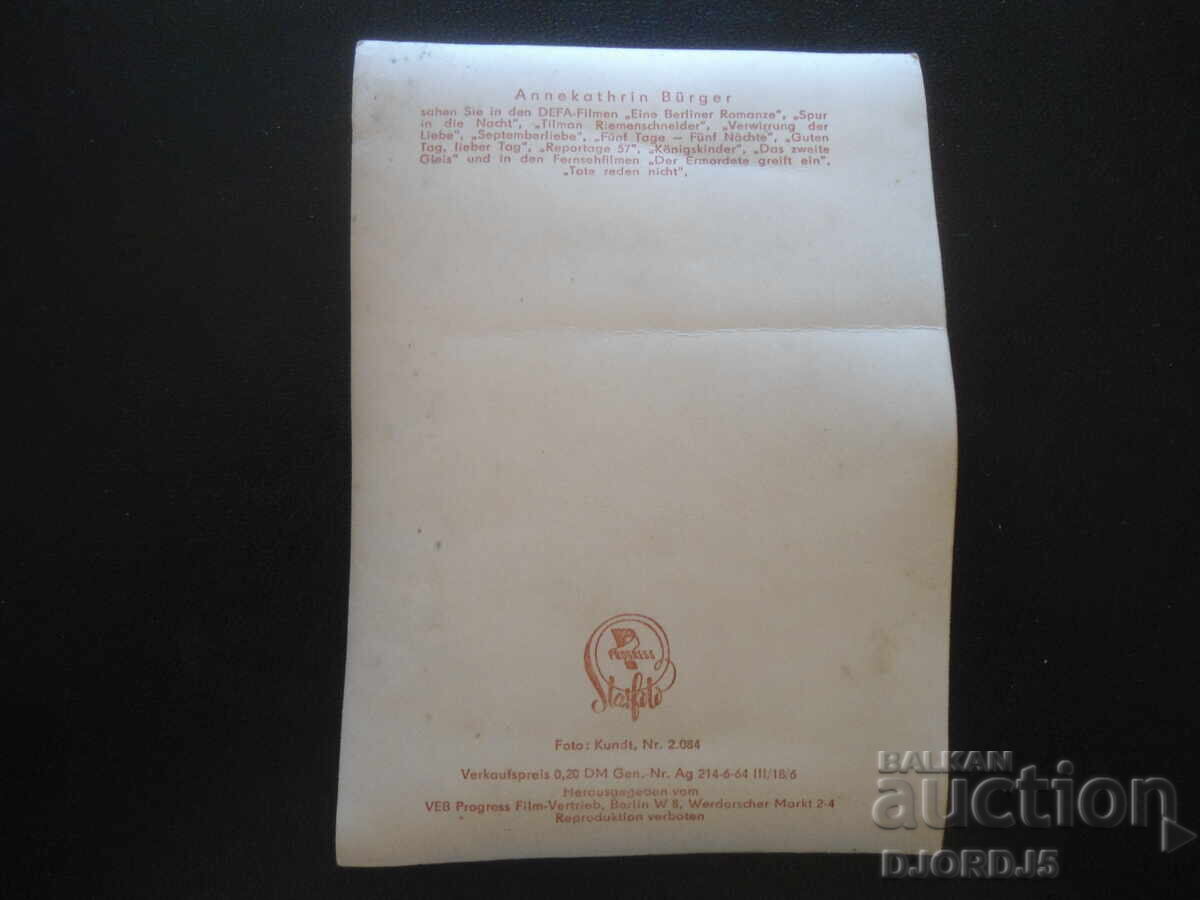 Annekathrin Bürger
sahen Sie in den DEFA-Filmen „Eine Berliner Romanze", „Spur
in die Nacht", „Tilman Riemenschneider", „Verwirrung der
Liebe", „Septemberliebe", „Fünf Tage – Fünf Nächte", „Guten
Tag, lieber Tag", „Reportage 57", „Königskinder", „Das zweite
Gleis" und in den Fernsehfilmen „Der Ermordete greift ein",
„Tote reden nicht",
PROGRESS
Starfoto
Foto: Kundt, Nr. 2.084
Verkaufspreis 0,20 DM Gen. Nr. Ag 214-6-64 III/18/6
Herausgegeben vom
VEB Progress Film-Vertrieb, Berlin W 8, Werderscher Markt 2-4
Reproduktion verboten
BALKAN
auction
DJORDJ5